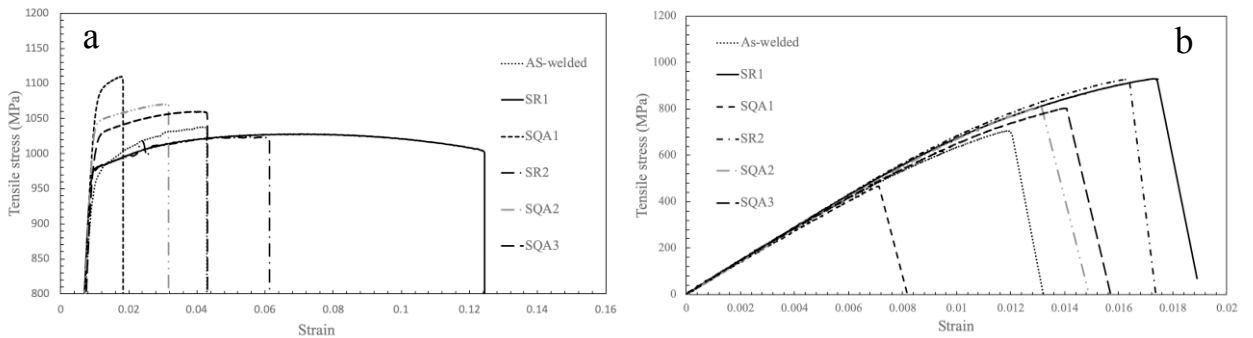 a
1200
1150
1100
1050
1000
950
900
850
800
Tensile stress (MPa)
0
0.02
0.04
0.06
0.08
0.1
0.12
0.14
0.16
Strain
AS-welded
SR1
SQA1
SR2
SQA2
SQA3
b
1200
1000
800
600
400
200
0
Tensile stress (MPa)
0
0.002
0.004
0.006
0.008
0.01
0.012
0.014
0.016
0.018
0.02
Strain
As-welded
SR1
SQA1
SR2
SQA2
SQA3